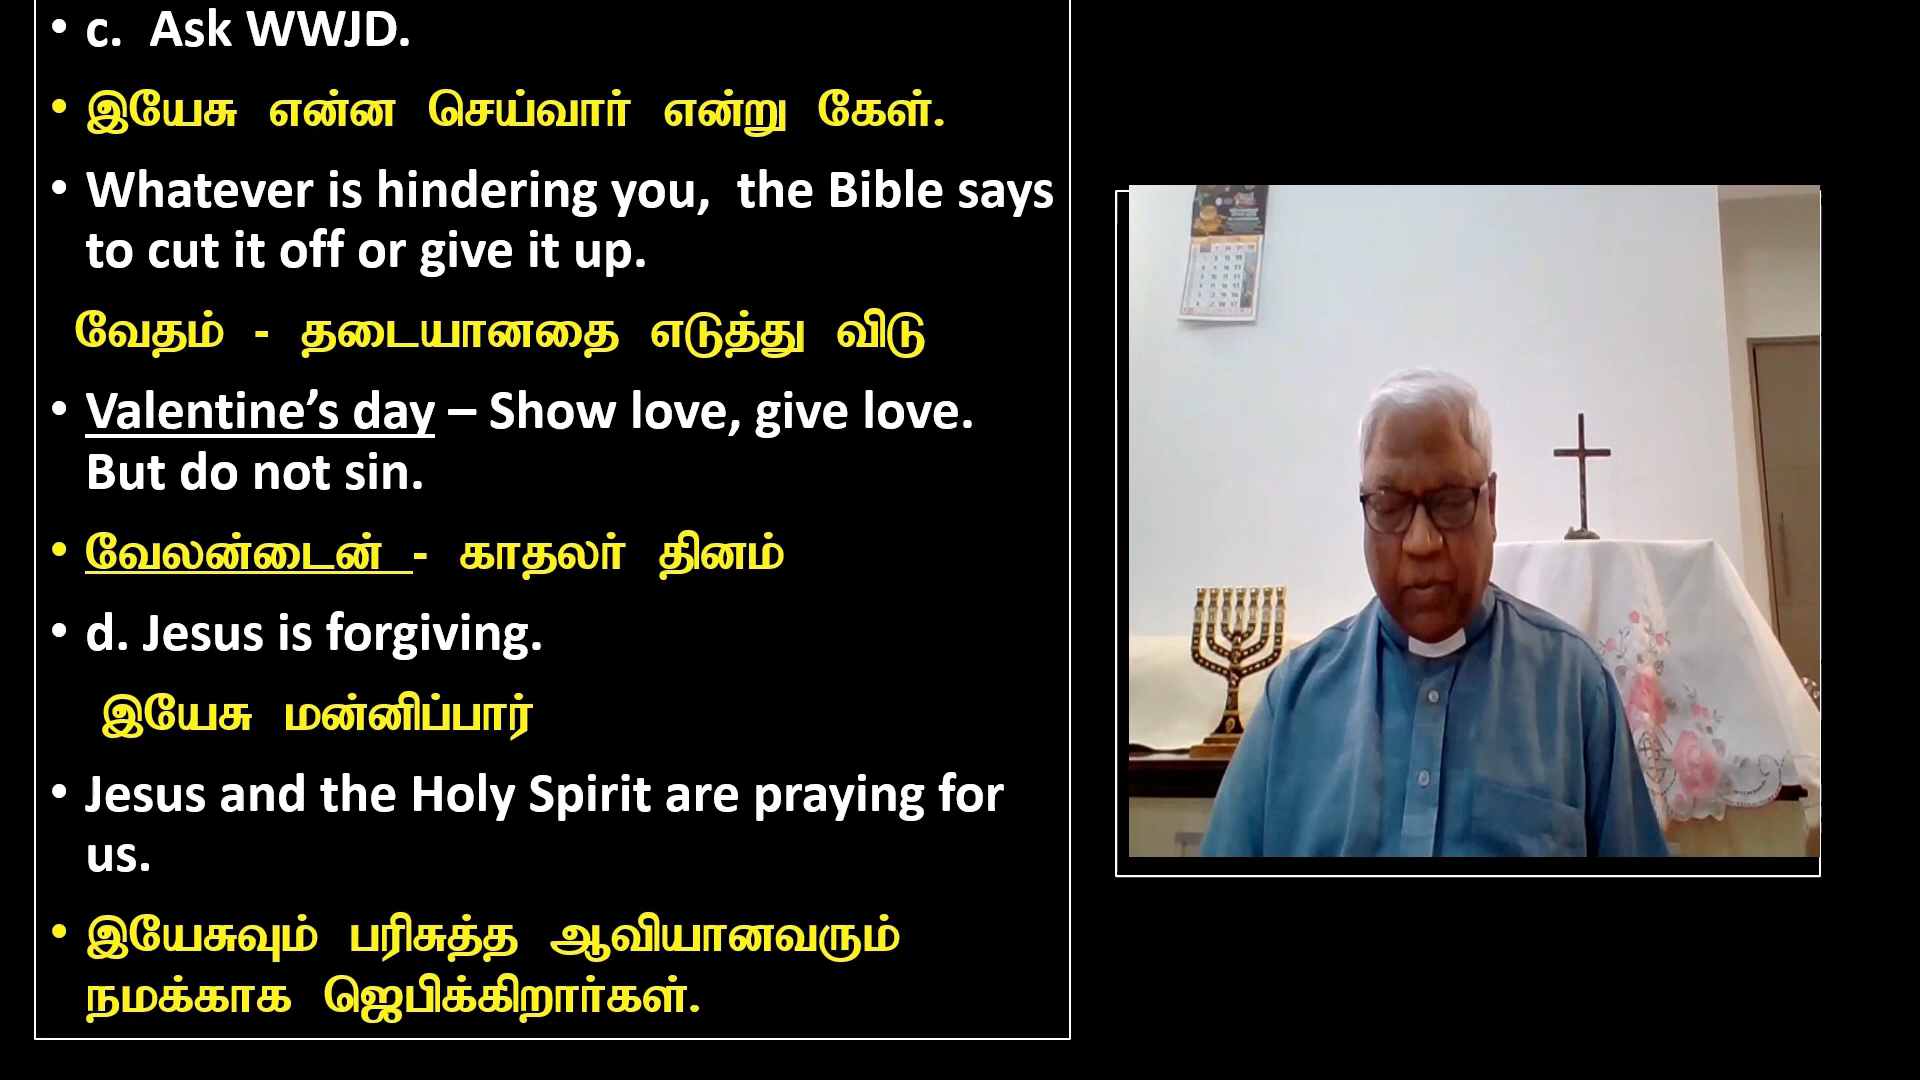 • c.  Ask WWJD.
• இயேசு என்ன செய்வார் என்று கேள்.
• Whatever is hindering you,  the Bible says
to cut it off or give it up.
வேதம் - தடையானதை எடுத்து விடு
• Valentine’s day – Show love, give love.
But do not sin.
• வேலன்டைன் - காதலர் தினம்
• d. Jesus is forgiving.
இயேசு மன்னிப்பார்
• Jesus and the Holy Spirit are praying for
us.
• இயேசுவும் பரிசுத்த ஆவியானவரும்
நமக்காக ஜெபிக்கிறார்கள்.